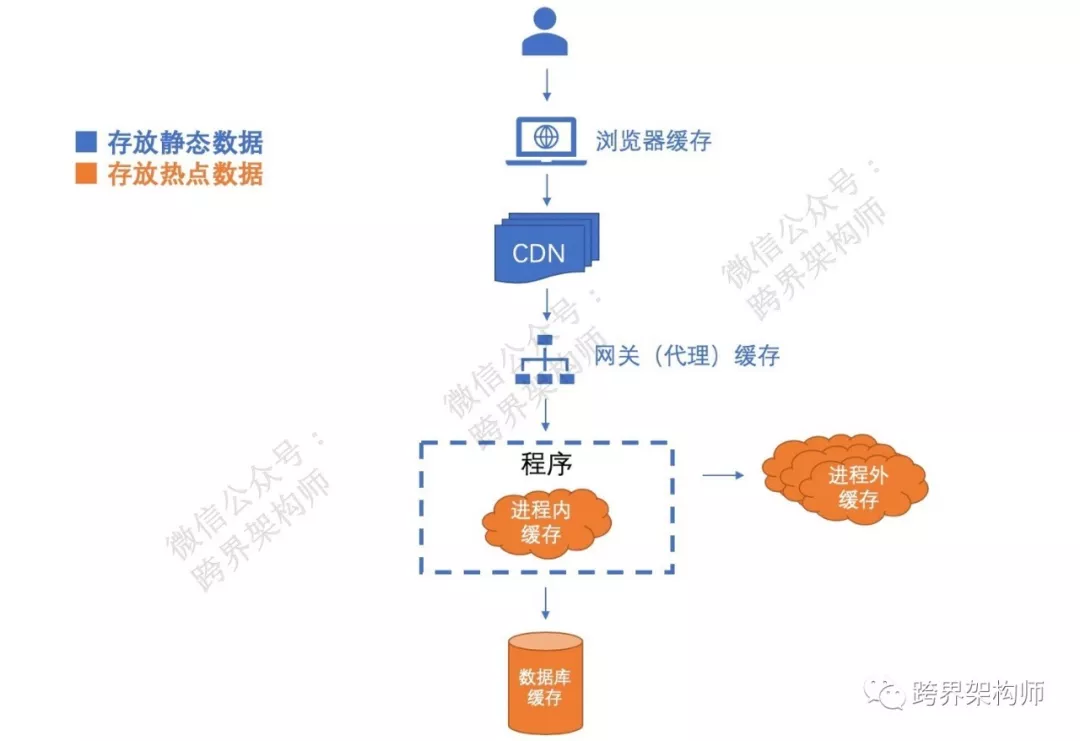 存放静态数据
存放热点数据
浏览器缓存
CDN
网关（代理）缓存
程序
进程内
缓存
进程外
缓存
数据库
缓存
微信公众号：
跨界架构师
微信公众号：
跨界架构师
微信公众号：
跨界架构师
跨界架构师